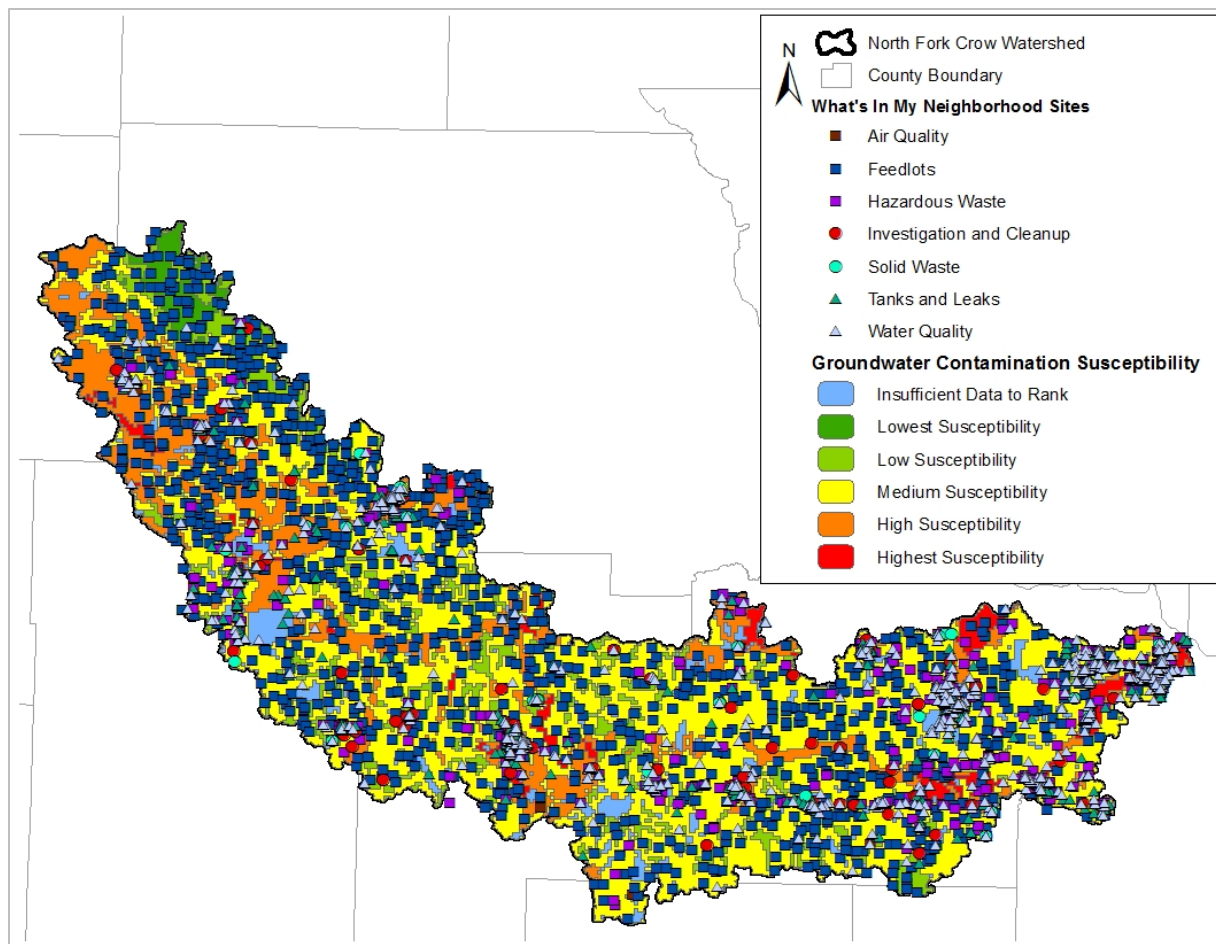 N
North Fork Crow Watershed
County Boundary
What's In My Neighborhood Sites
Air Quality
Feedlots
Hazardous Waste
Investigation and Cleanup
Solid Waste
Tanks and Leaks
Water Quality
Groundwater Contamination Susceptibility
Insufficient Data to Rank
Lowest Susceptibility
Low Susceptibility
Medium Susceptibility
High Susceptibility
Highest Susceptibility